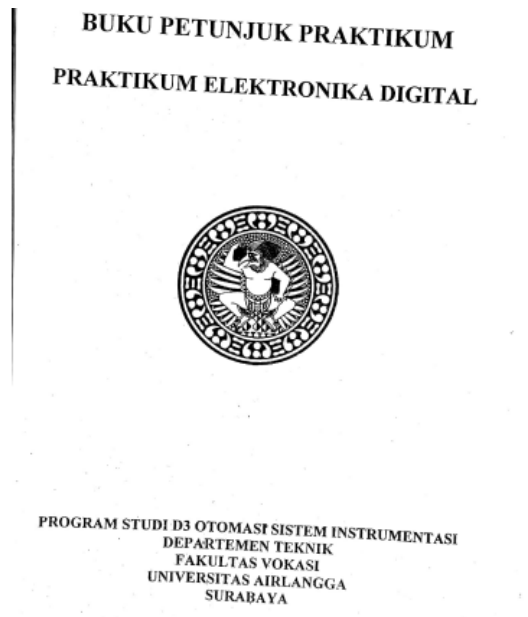 BUKU PETUNJUK PRAKTIKUM
PRAKTIKUM ELEKTRONIKA DIGITAL
PROGRAM STUDI D3 OTOMASI SISTEM INSTRUMENTASI
DEPARTEMEN TEKNIK
FAKULTAS VOKASI
UNIVERSITAS AIRLANGGA
SURABAYA